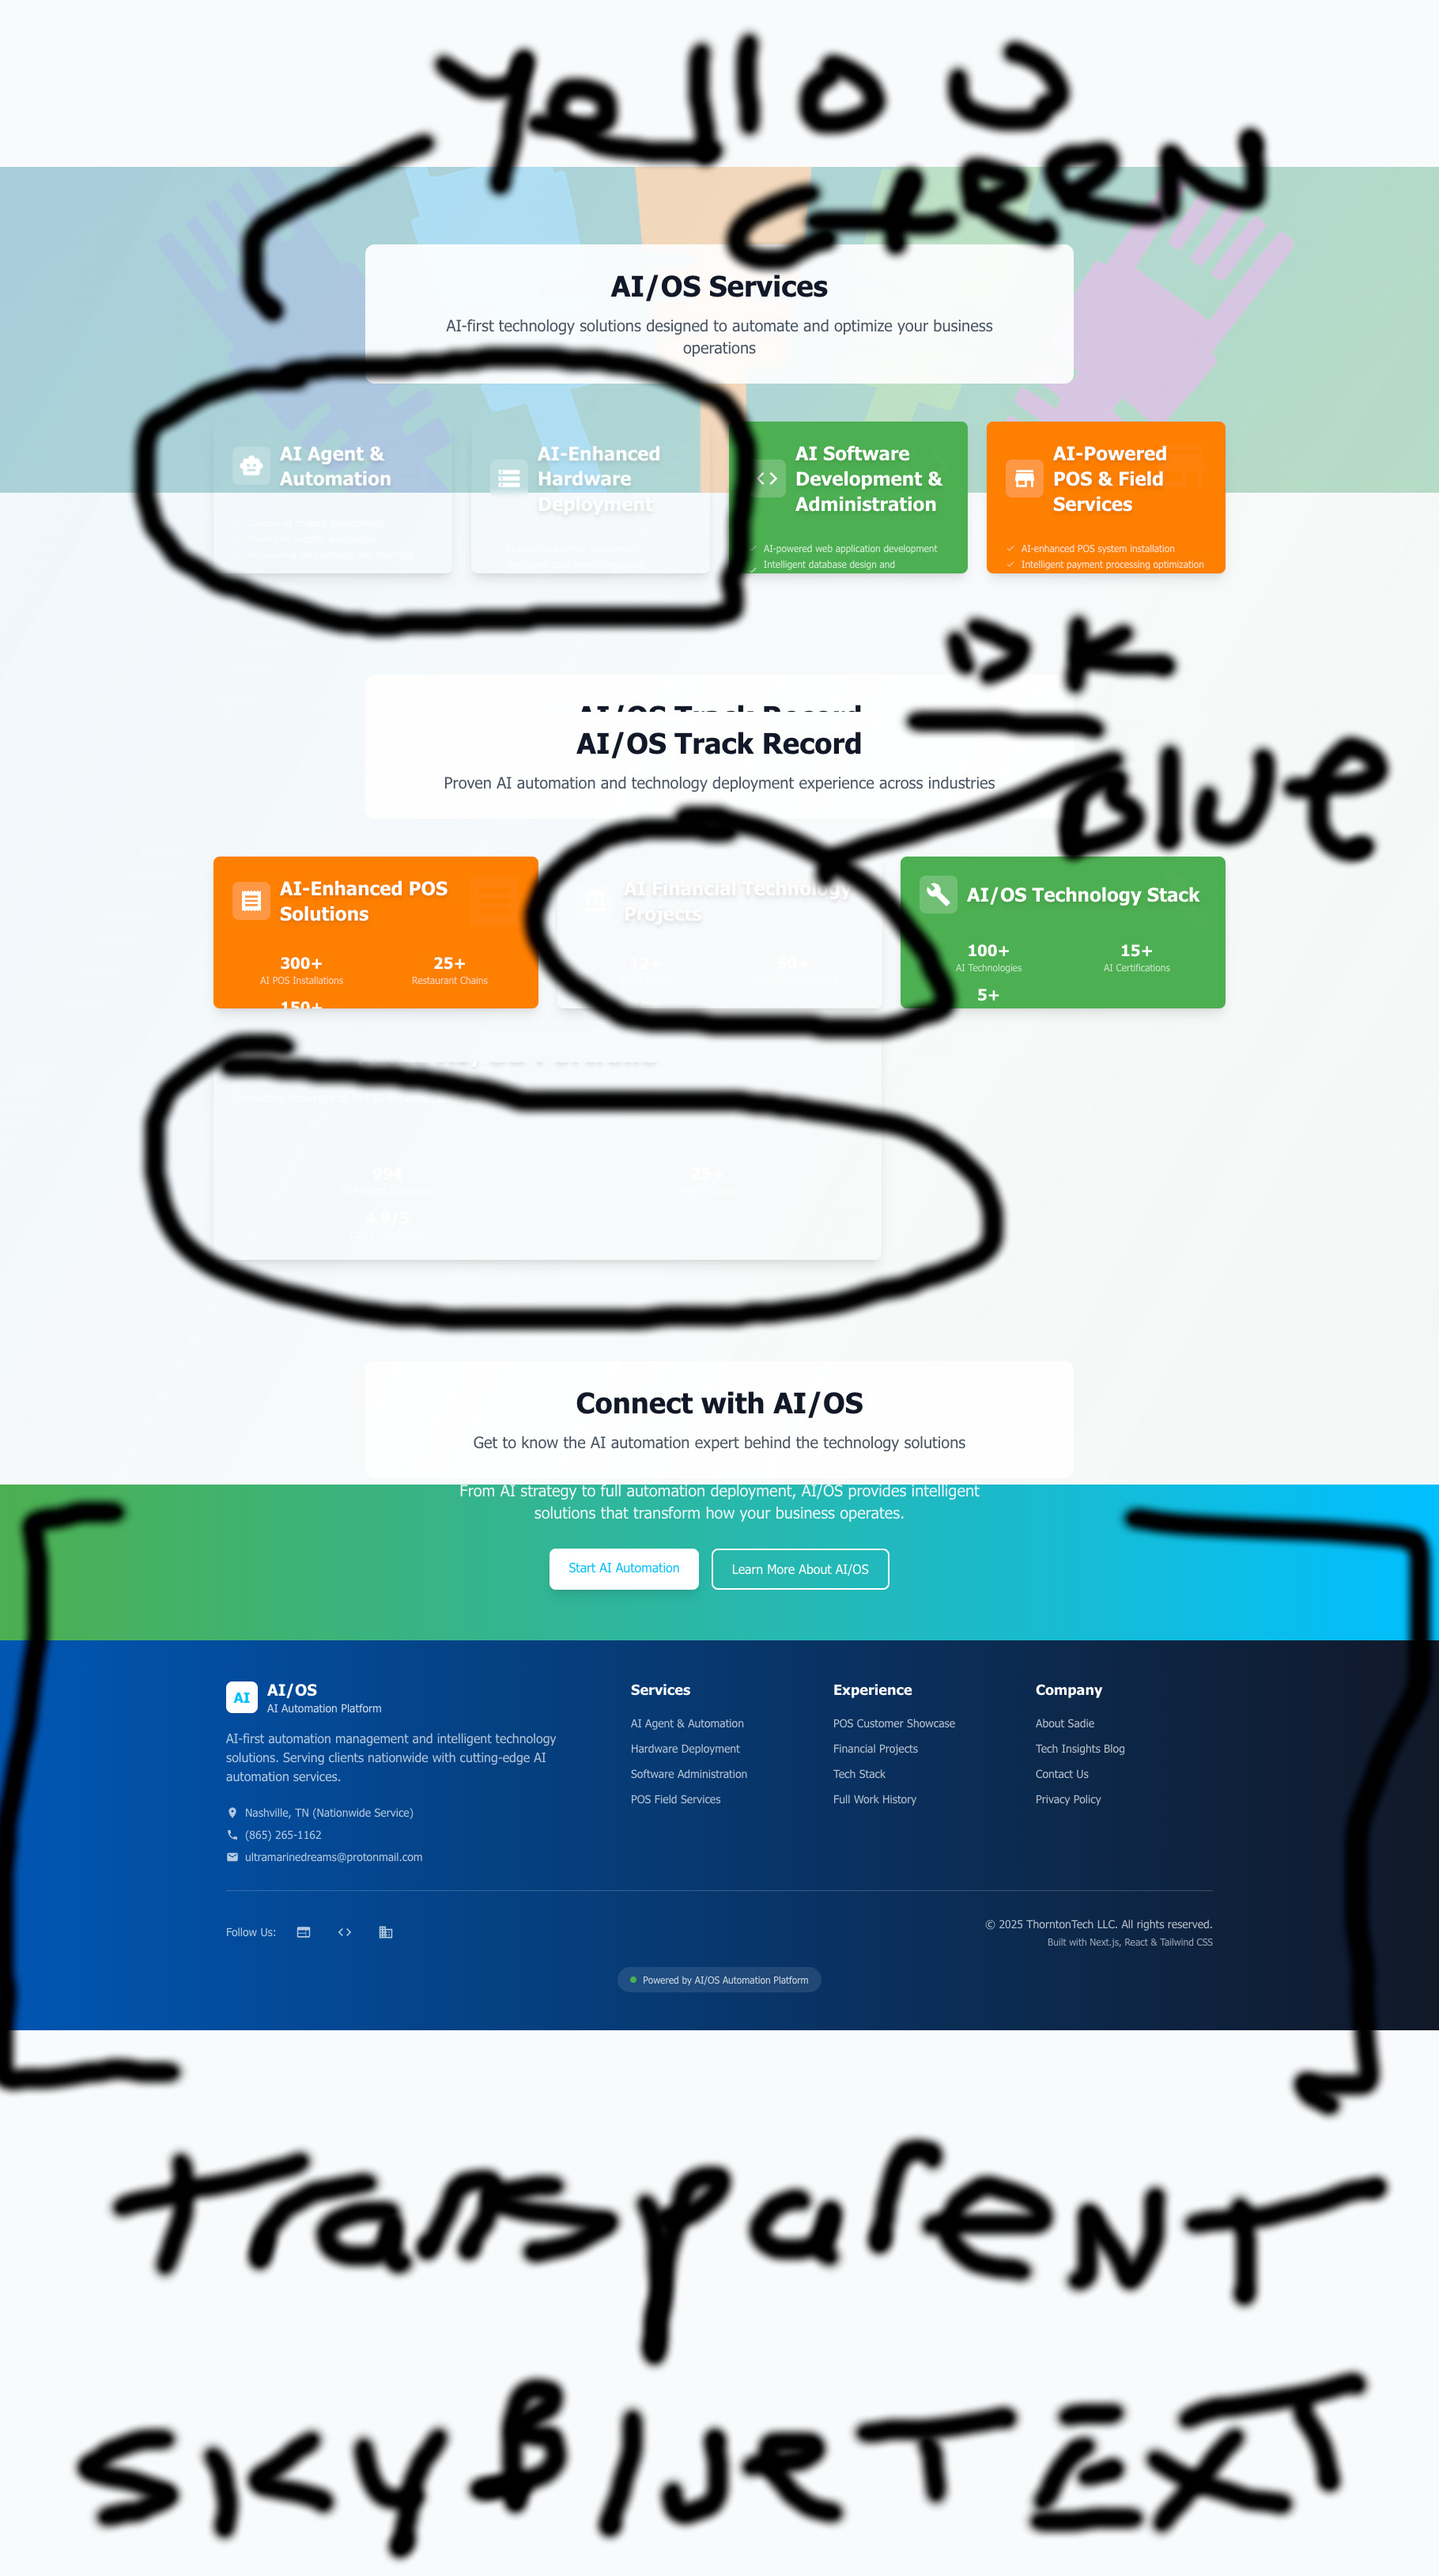 Yellow
GREEN
AI/OS Services
AI-first technology solutions designed to automate and optimize your business
operations
AI Agent &
Automation
AI-Enhanced
Hardware
Deployment
AI Software
Development &
Administration
AI-powered web application development
Intelligent database design and
AI-Powered
POS & Field
Services
AI-enhanced POS system installation
Intelligent payment processing optimization
DK
Blue
AI/OS Track Record
AI/OS Track Record
Proven AI automation and technology deployment experience across industries
AI-Enhanced POS
Solutions
300+
AI POS Installations
25+
Restaurant Chains
150+
AI Financial Technology
Projects
12+
50+
AI/OS Technology Stack
100+
AI Technologies
15+
AI Certifications
5+
994
25+
4.9/5
Connect with AI/OS
Get to know the AI automation expert behind the technology solutions
From AI strategy to full automation deployment, AI/OS provides intelligent
solutions that transform how your business operates.
Start AI Automation
Learn More About AI/OS
AI
AI/OS
AI Automation Platform
AI-first automation management and intelligent technology
solutions. Serving clients nationwide with cutting-edge AI
automation services.
Nashville, TN (Nationwide Service)
(865) 265-1162
ultramarinedreams@protonmail.com
Services
AI Agent & Automation
Hardware Deployment
Software Administration
POS Field Services
Experience
POS Customer Showcase
Financial Projects
Tech Stack
Full Work History
Company
About Sadie
Tech Insights Blog
Contact Us
Privacy Policy
Follow Us:
© 2025 ThorntonTech LLC. All rights reserved.
Built with Next.js, React & Tailwind CSS
Powered by AI/OS Automation Platform
Transparent
SkyBlue TEXT